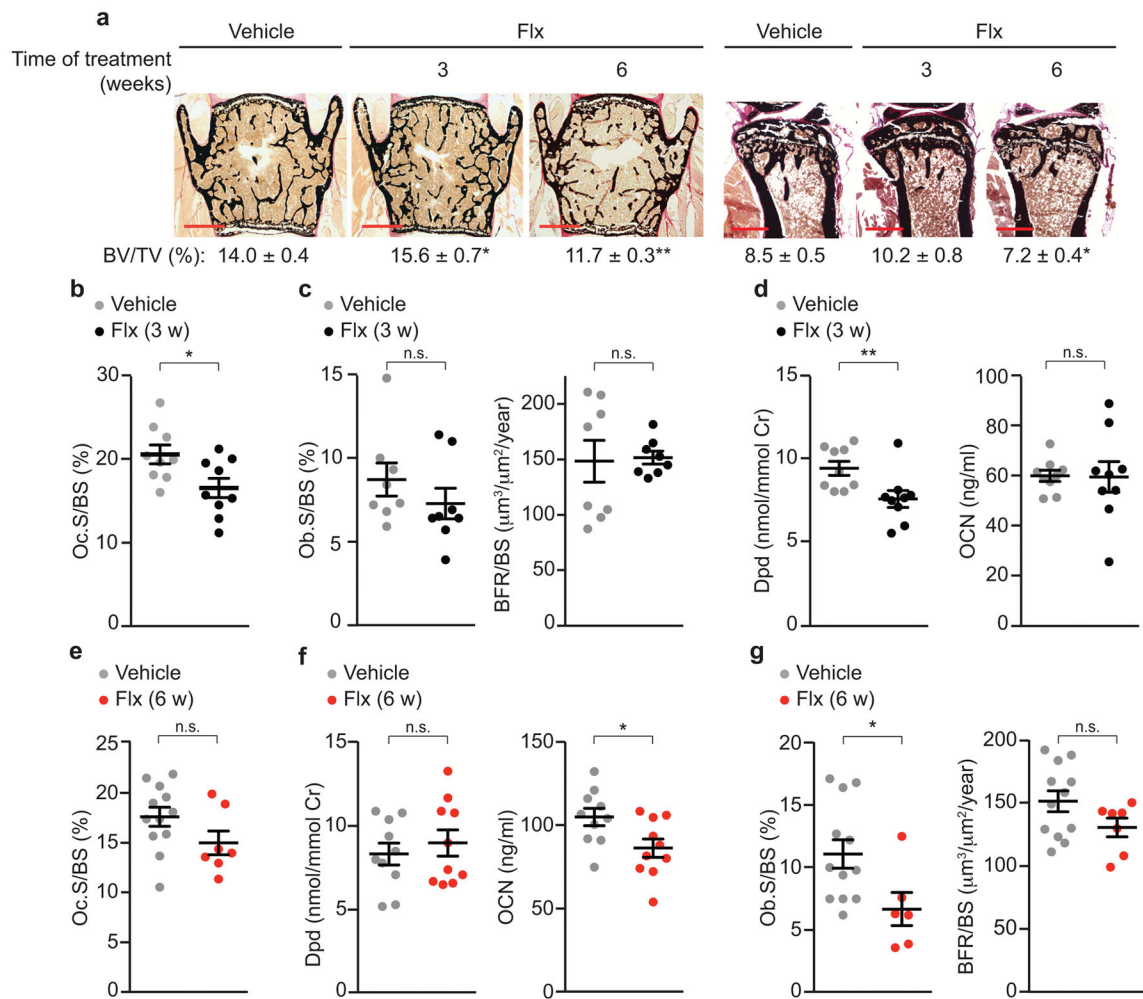 a
Vehicle Flx Vehicle Flx
Time of treatment
(weeks)
3 6 3 6
BV/TV (%): 14.0 ± 0.4 15.6 ± 0.7* 11.7 ± 0.3** 8.5 ± 0.5 10.2 ± 0.8 7.2 ± 0.4*
b
Vehicle
Flx (3 w)
*
Oc.S/BS (%)
30
20
10
0
c
Vehicle
Flx (3 w)
n.s.
Ob.S/BS (%)
15
10
5
0
n.s.
BFR/BS (μm³/μm²/year)
200
150
100
50
0
d
Vehicle
Flx (3 w)
**
Dpd (nmol/mmol Cr)
15
10
5
0
n.s.
OCN (ng/ml)
100
80
60
40
20
0
e
Vehicle
Flx (6 w)
n.s.
Oc.S/BS (%)
25
20
15
10
5
0
f
Vehicle
Flx (6 w)
n.s.
Dpd (nmol/mmol Cr)
15
10
5
0
*
OCN (ng/ml)
150
100
50
0
g
Vehicle
Flx (6 w)
*
Ob.S/BS (%)
20
15
10
5
0
n.s.
BFR/BS (μm³/μm²/year)
200
150
100
50
0